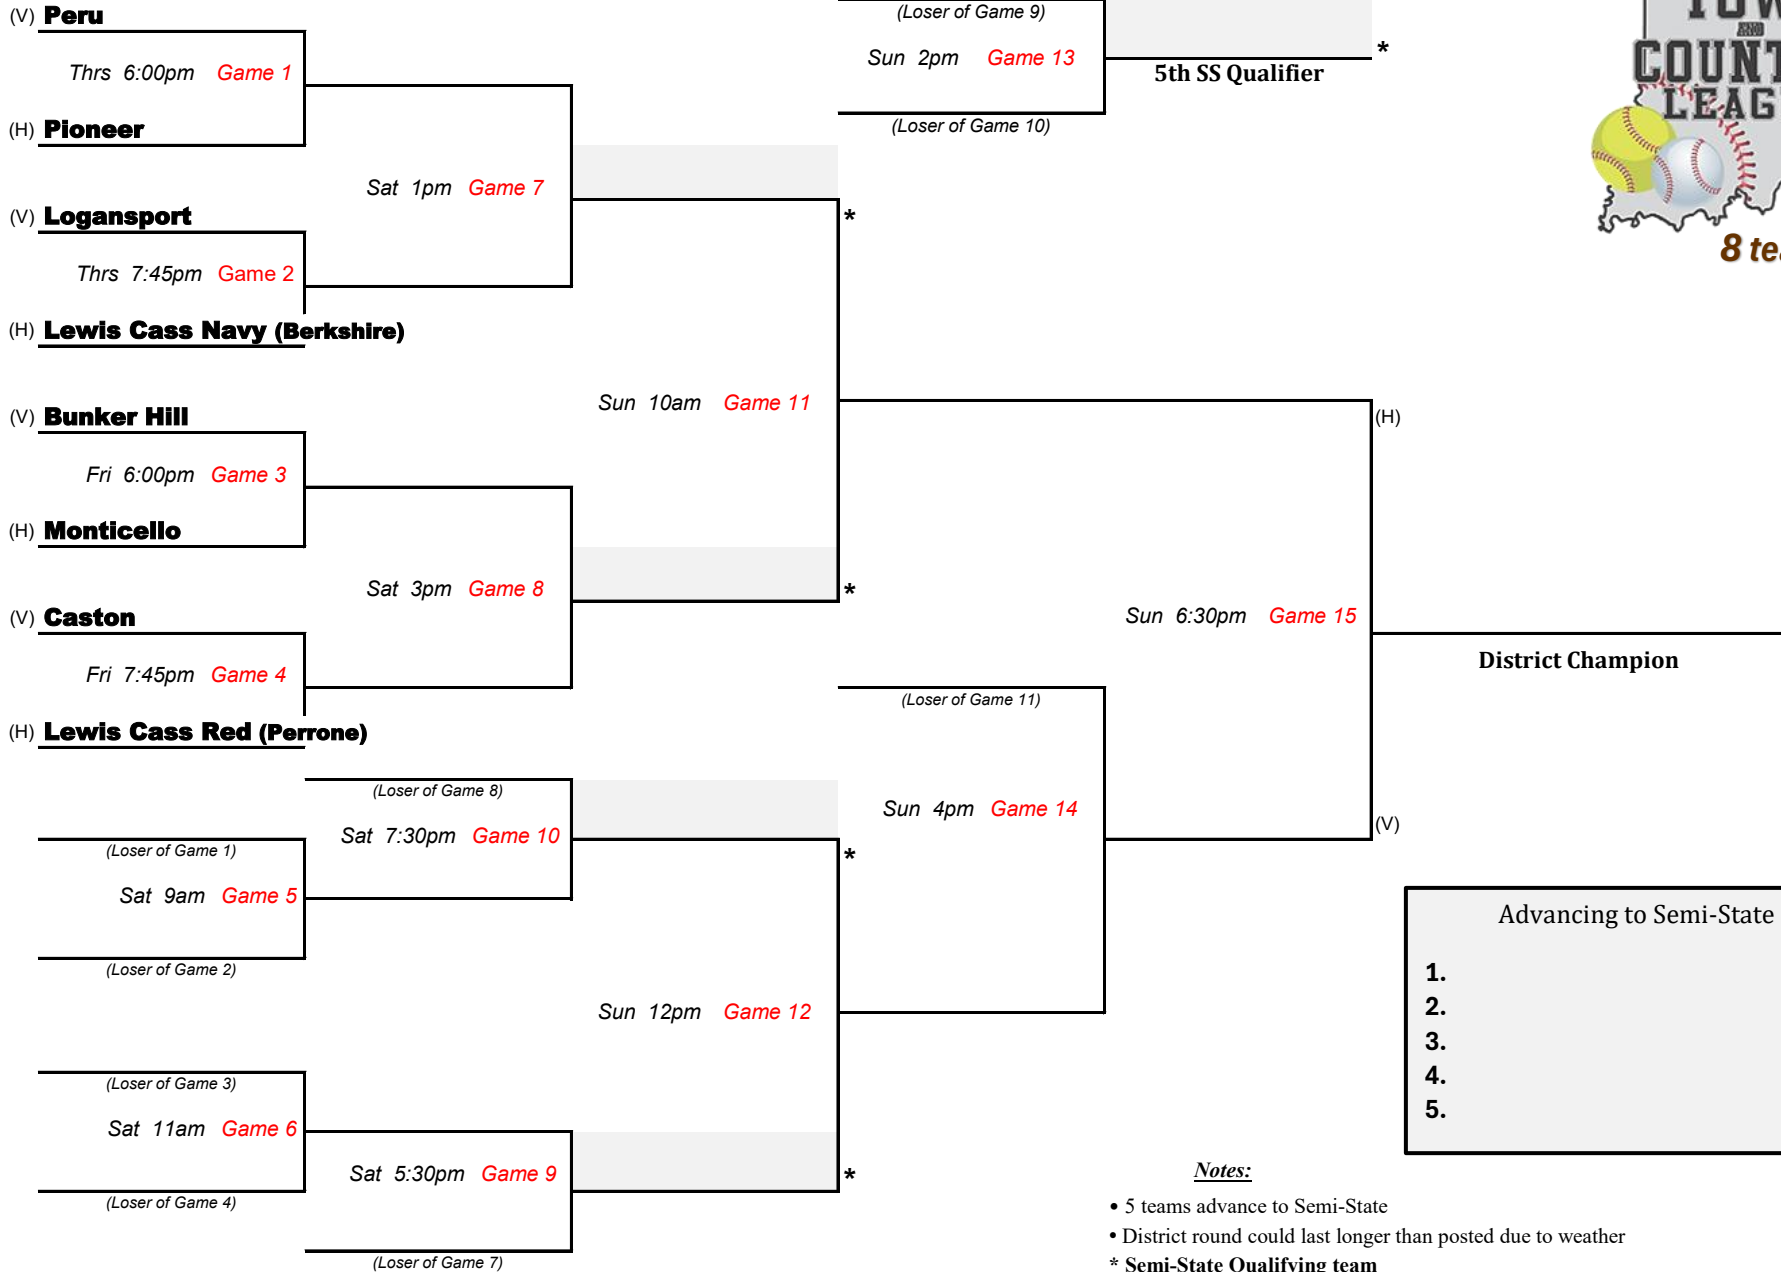 (V) Peru
Thrs 6:00pm Game 1
(H) Pioneer
Sat 1pm Game 7
(V) Logansport
Thrs 7:45pm Game 2
(H) Lewis Cass Navy (Berkshire)
Sun 10am Game 11
(V) Bunker Hill
Fri 6:00pm Game 3
(H) Monticello
Sat 3pm Game 8
(V) Caston
Fri 7:45pm Game 4
(H) Lewis Cass Red (Perrone)
(Loser of Game 9)
Sun 2pm Game 13
*
5th SS Qualifier
(Loser of Game 10)
*
*
(H)
Sun 6:30pm Game 15
District Champion
(V)
(Loser of Game 11)
Sun 4pm Game 14
(Loser of Game 8)
Sat 7:30pm Game 10
*
(Loser of Game 1)
Sat 9am Game 5
(Loser of Game 2)
Sun 12pm Game 12
(Loser of Game 3)
Sat 11am Game 6
(Loser of Game 4)
Sat 5:30pm Game 9
*
(Loser of Game 7)
AND
8
Advancing to Semi-State
1.
2.
3.
4.
5.
Notes:
• 5 teams advance to Semi-State
• District round could last longer than posted due to weather
* Semi-State Qualifying team